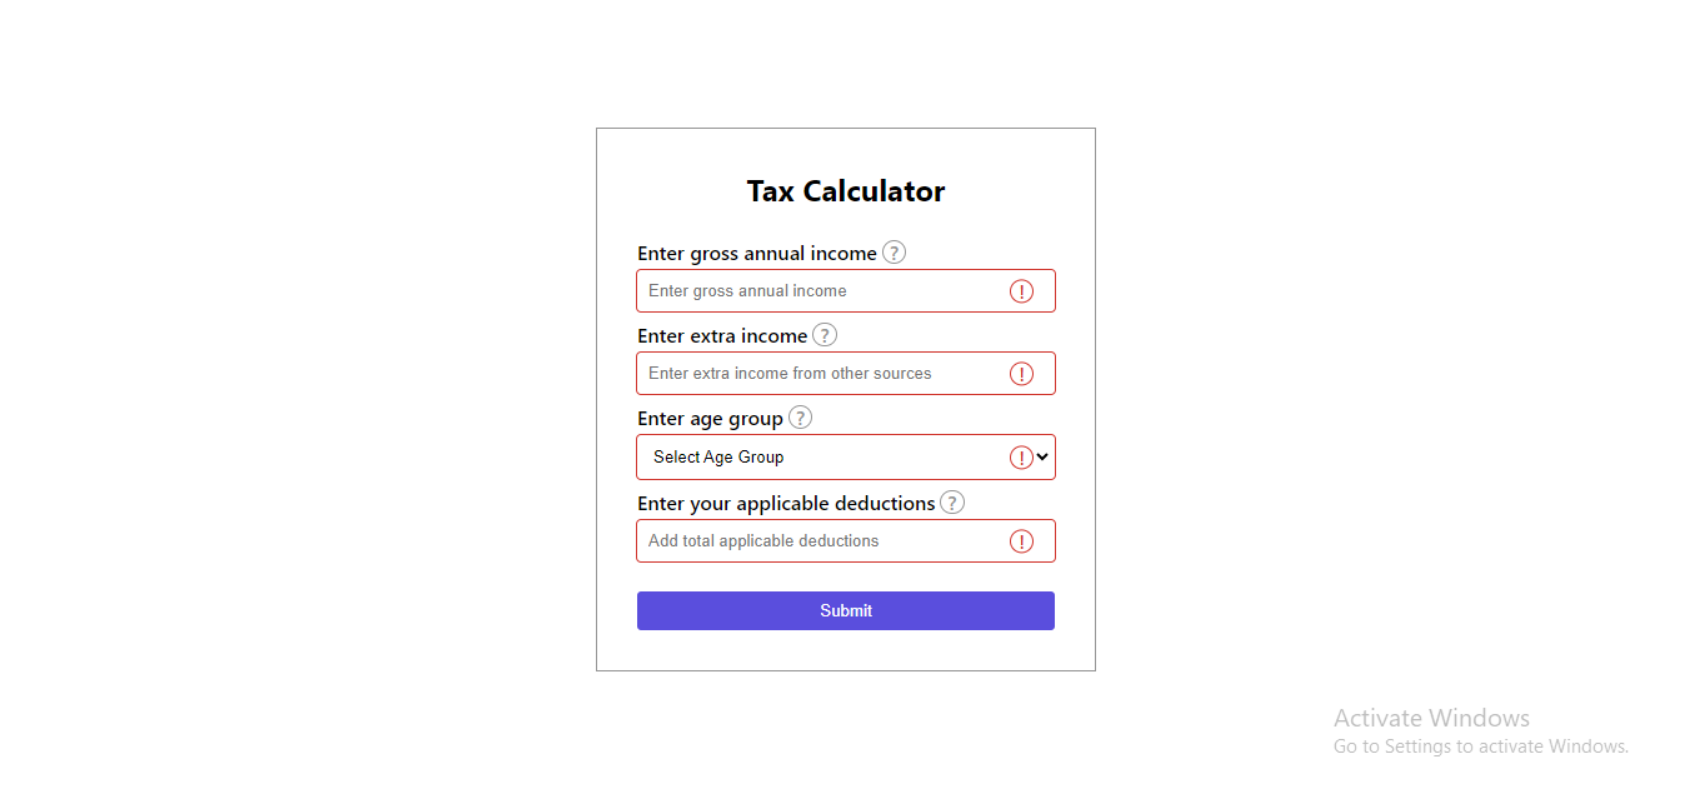 Tax Calculator
Enter gross annual income ?
Enter gross annual income !
Enter extra income ?
Enter extra income from other sources !
Enter age group ?
Select Age Group !
Enter your applicable deductions ?
Add total applicable deductions !
Submit
Activate Windows
Go to Settings to activate Windows.